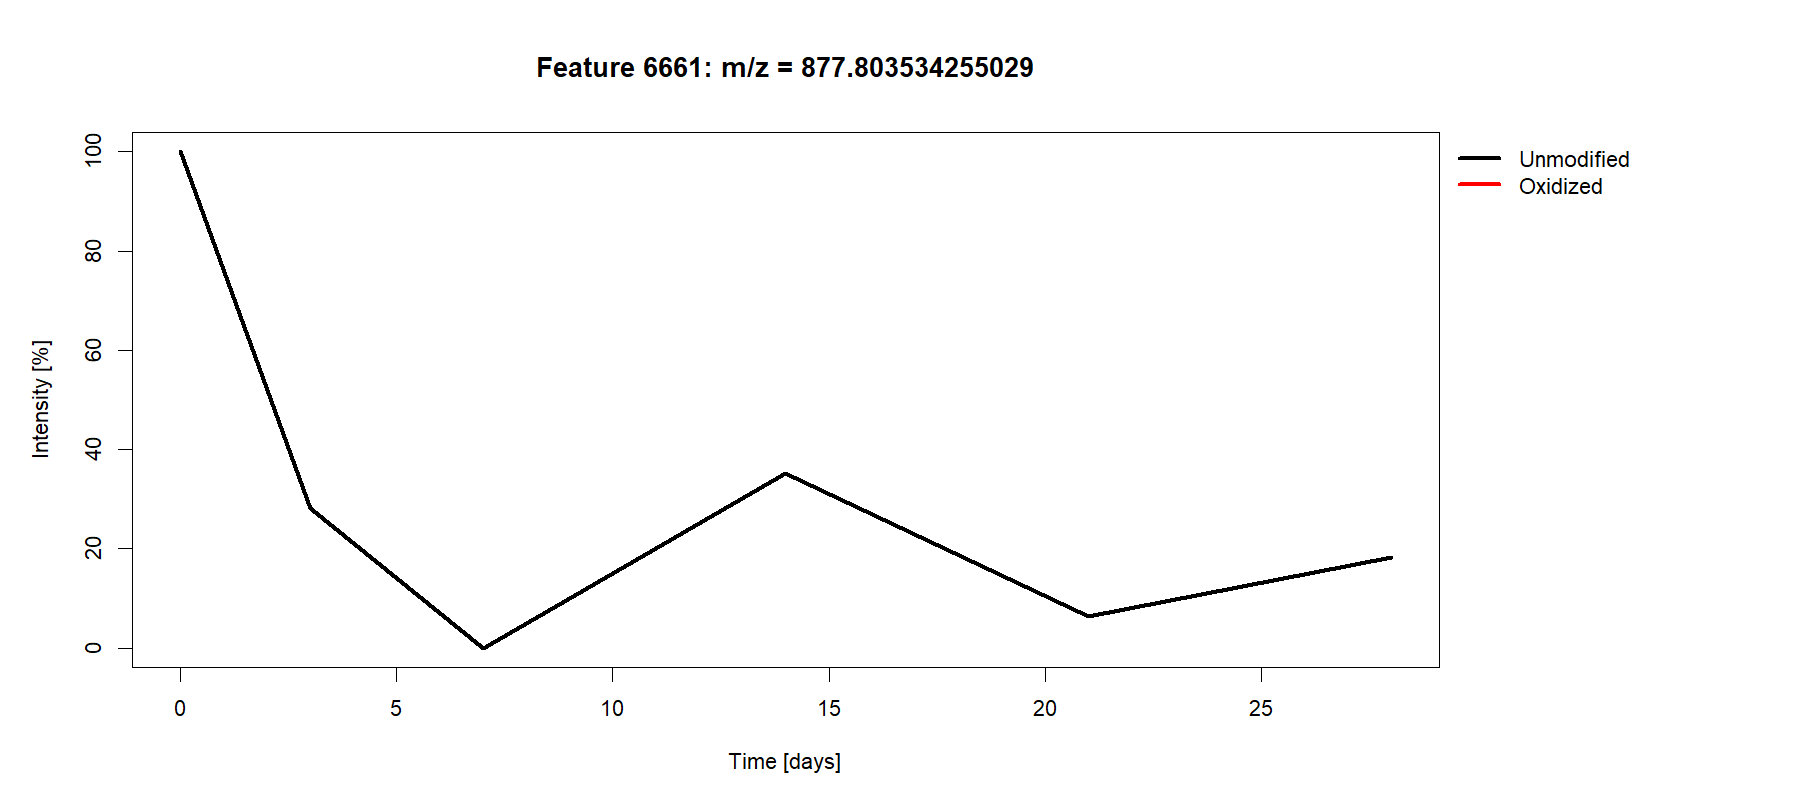 Feature 6661: m/z = 877.803534255029
Unmodified
Oxidized
Intensity [%]
100
80
60
40
20
0
0 5 10 15 20 25
Time [days]